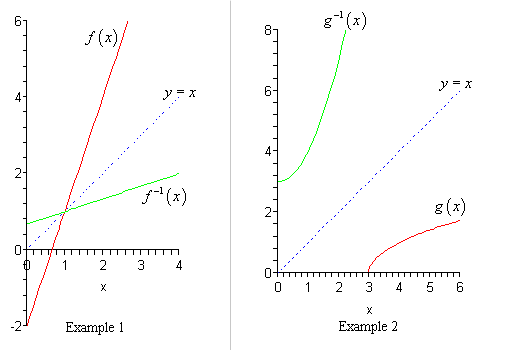 6
f(x)
4
y = x
2
f⁻¹(x)
0
0 1 2 3 4
x
-2
Example 1
g⁻¹(x)
8
y = x
6
4
g(x)
2
0
0 1 2 3 4 5 6
x
Example 2